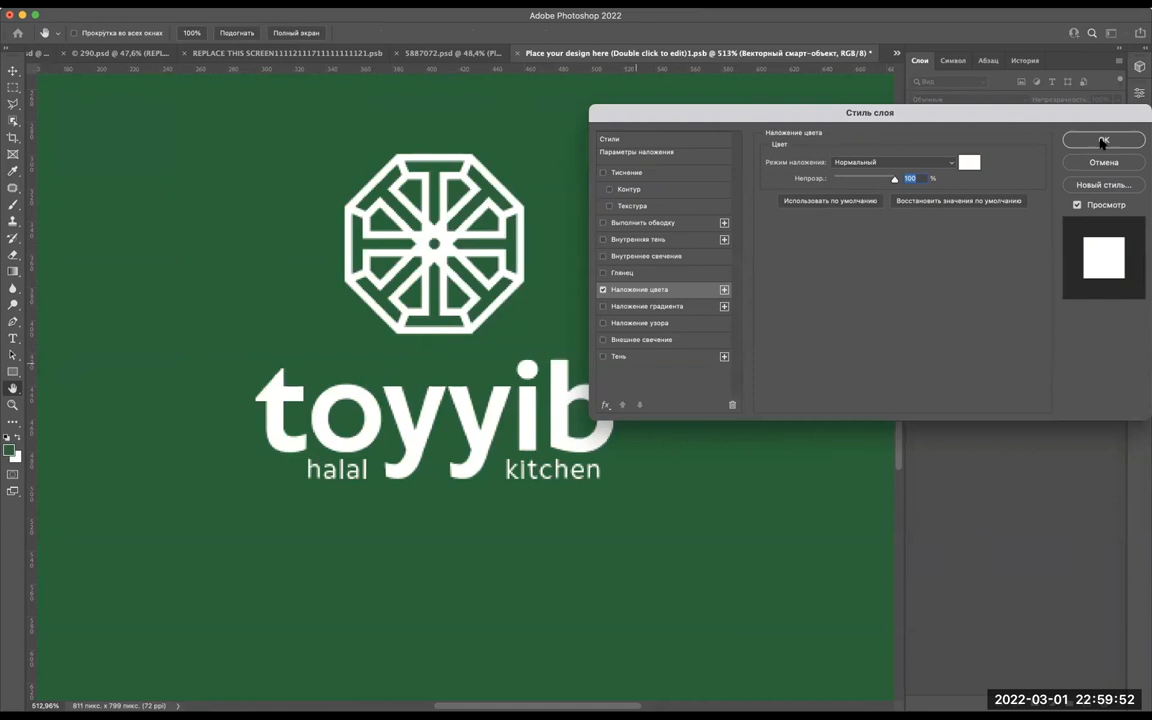 Adobe Photoshop 2022
Прокрутка во всех окнах 100% Подогнать Полный экран
© 290.psd @ 47,6% (REPL... × REPLACE THIS SCREEN1111211711111111121.psb × 5887072.psd @ 48,4% (PL... × Place your design here (Double click to edit)1.psb @ 513% (Векторный смарт-объект, RGB/8) *
Слои Символ Абзац История
Вид
Стиль слоя
Стили
Параметры наложения
Тиснение
Контур
Текстура
Выполнить обводку
Внутренняя тень
Внутреннее свечение
Глянец
Наложение цвета
Наложение градиента
Наложение узора
Внешнее свечение
Тень
fx
Наложение цвета
Цвет
Режим наложения: Нормальный
Непрозр.: 100 %
Использовать по умолчанию Восстановить значения по умолчанию
OK
Отмена
Новый стиль...
Просмотр
toyyib
halal kitchen
512,96% 811 пикс. x 799 пикс. (72 ppi)
2022-03-01 22:59:52